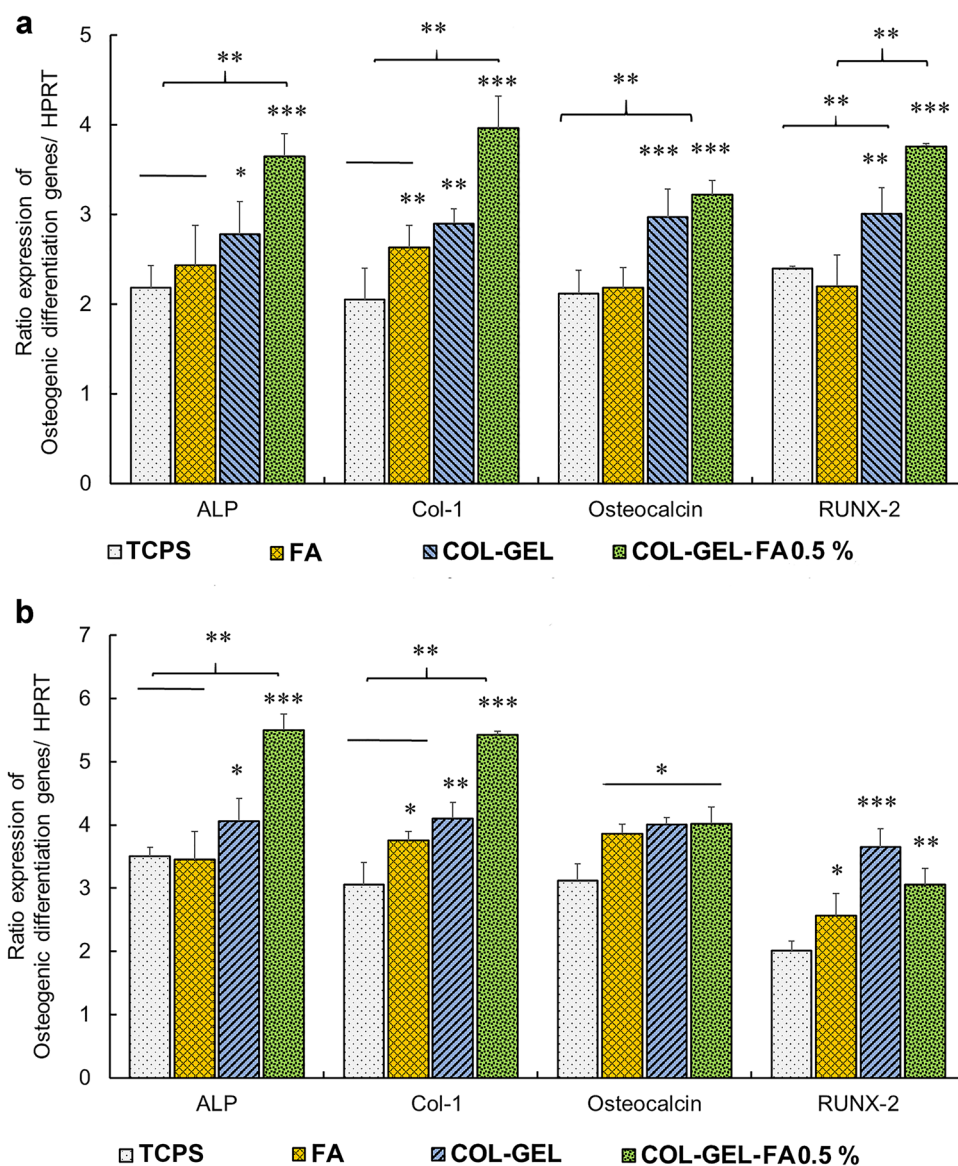 a
Ratio expression of
Osteogenic differentiation genes/ HPRT
5
4
3
2
1
0
** ** ** ** **
* *** ** ** *** *** *** ** ***
ALP Col-1 Osteocalcin RUNX-2
TCPS FA COL-GEL COL-GEL-FA 0.5 %
b
Ratio expression of
Osteogenic differentiation genes/ HPRT
7
6
5
4
3
2
1
0
** **
* *** * ** *** * * *** **
ALP Col-1 Osteocalcin RUNX-2
TCPS FA COL-GEL COL-GEL-FA 0.5 %